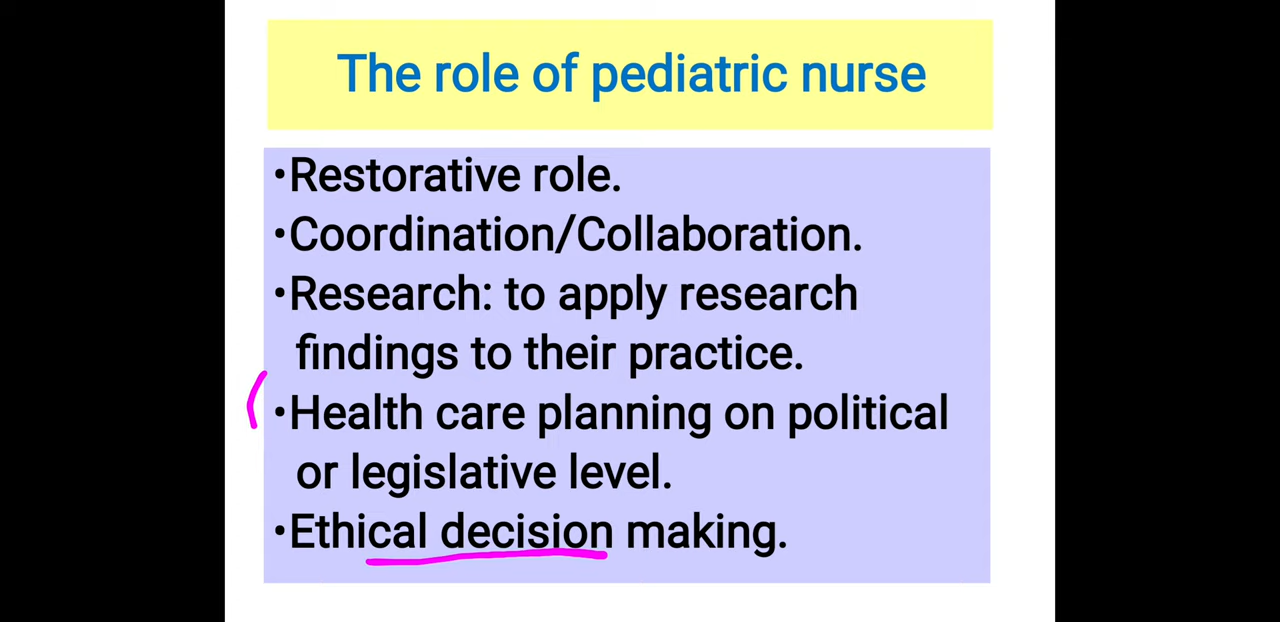 The role of pediatric nurse
•Restorative role.
•Coordination/Collaboration.
•Research: to apply research
findings to their practice.
•Health care planning on political
or legislative level.
•Ethical decision making.